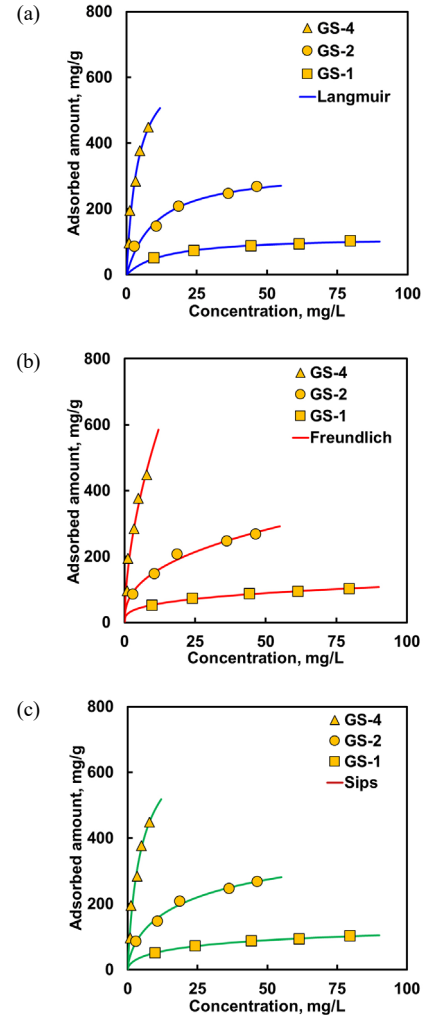 (a)
800
600
400
200
0
Adsorbed amount, mg/g
GS-4
GS-2
GS-1
Langmuir
0 25 50 75 100
Concentration, mg/L
(b)
800
600
400
200
0
Adsorbed amount, mg/g
GS-4
GS-2
GS-1
Freundlich
0 25 50 75 100
Concentration, mg/L
(c)
800
600
400
200
0
Adsorbed amount, mg/g
GS-4
GS-2
GS-1
Sips
0 25 50 75 100
Concentration, mg/L